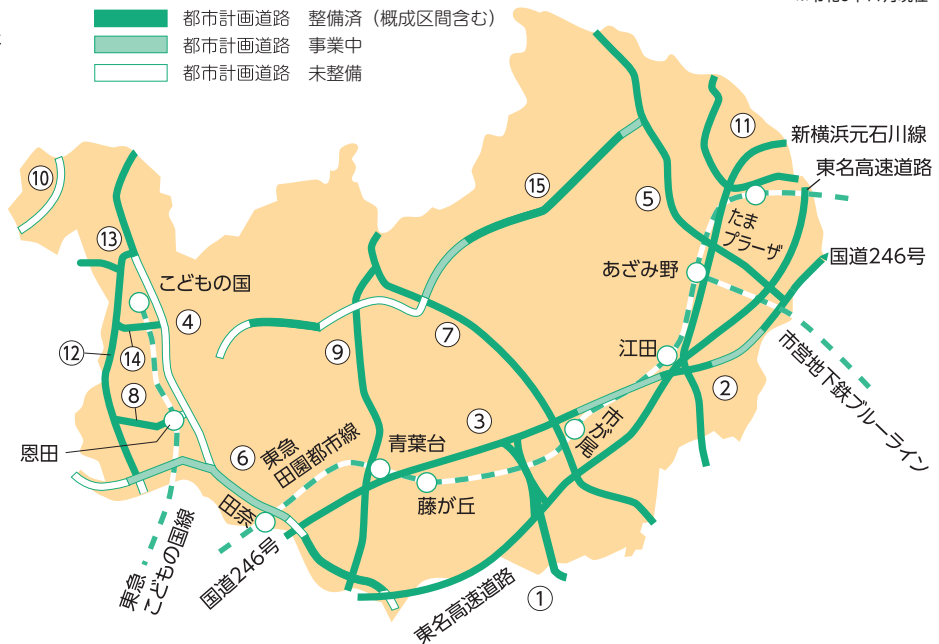 都市計画道路 整備済(概成区間含む)
都市計画道路 事業中
都市計画道路 未整備
⑪
新横浜元石川線
東名高速道路
⑩
⑮
⑤
たま
プラーザ
⑬
国道246号
あざみ野
こどもの国
④
⑦
市営地下鉄ブルーライン
⑫
⑭
⑨
江田
②
⑧
③
市が尾
恩田
⑥
東急
田園都市線
青葉台
藤が丘
田奈
国道246号
東急
こどもの国線
東名高速道路
①